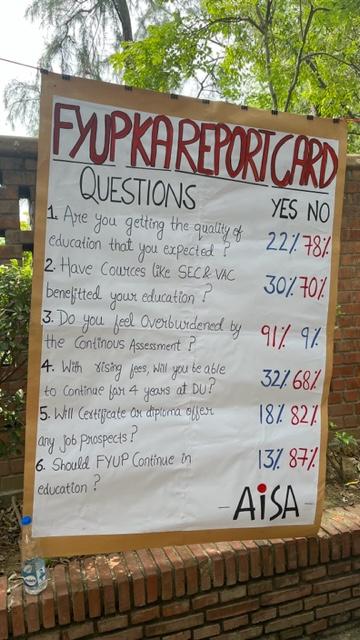 FYUP KA REPORT CARD
QUESTIONS YES NO
1. Are you getting the quality of
education that you expected ? 22% 78%
2. Have Cources like SEC & VAC
benefitted your education ? 30% 70%
3. Do you feel Overburdened by
the Continous Assessment ? 91% 9%
4. With rising fees, will you be able
to Continue for 4 years at DU? 32% 68%
5. Will Certificate or diploma offer
any job prospects? 18% 82%
6. Should FYUP Continue in
education ? 13% 87%
- AiSA -